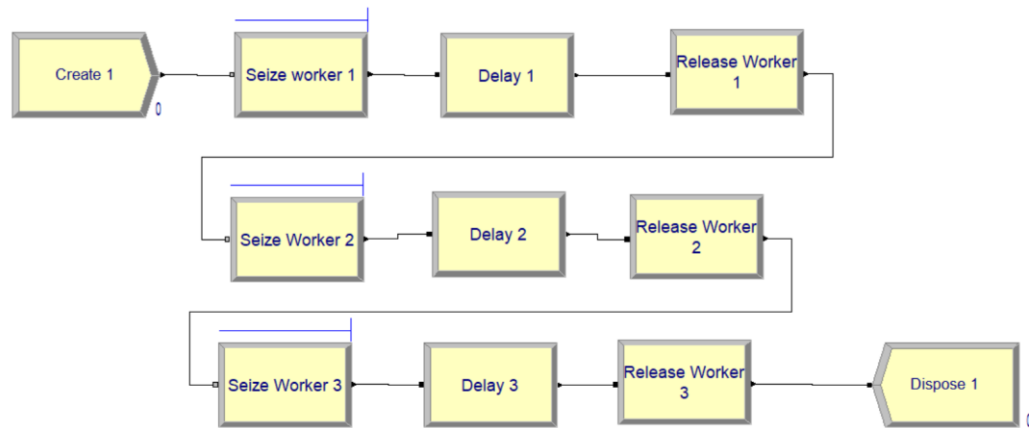 Create 1
0
Seize worker 1
Delay 1
Release Worker
1
Seize Worker 2
Delay 2
Release Worker
2
Seize Worker 3
Delay 3
Release Worker
3
Dispose 1
0